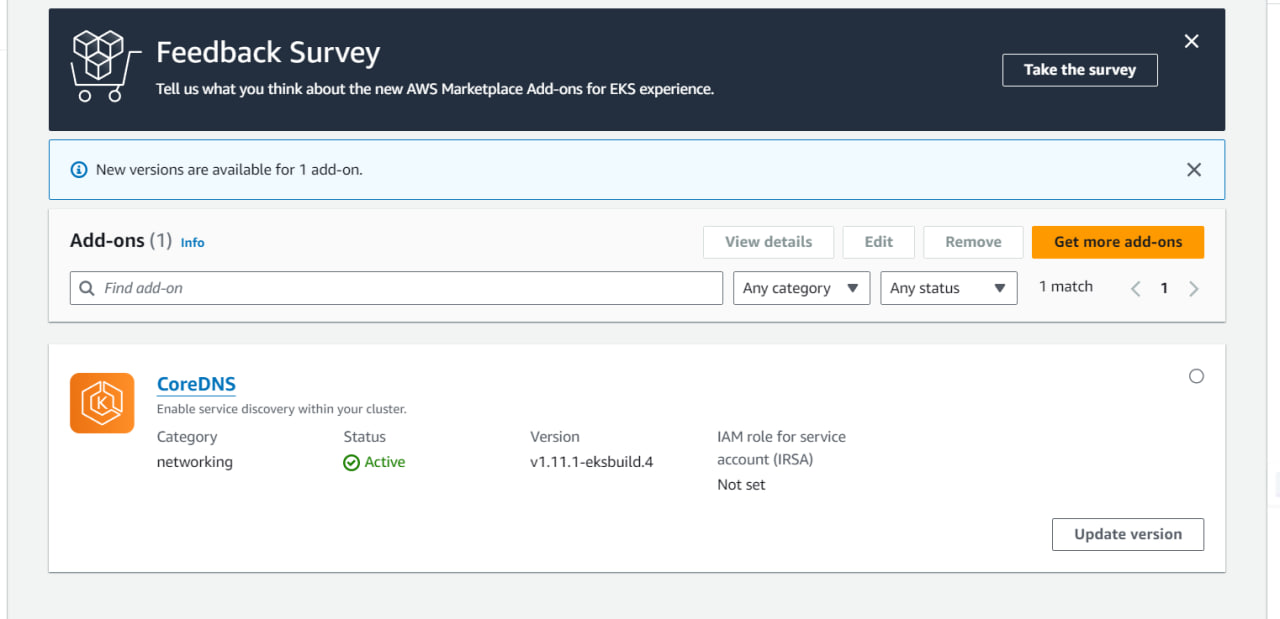 Feedback Survey
Tell us what you think about the new AWS Marketplace Add-ons for EKS experience.
Take the survey
New versions are available for 1 add-on.
Add-ons (1) Info
View details
Edit
Remove
Get more add-ons
Find add-on
Any category
Any status
1 match
1
K
CoreDNS
Enable service discovery within your cluster.
Category
networking
Status
Active
Version
v1.11.1-eksbuild.4
IAM role for service
account (IRSA)
Not set
Update version